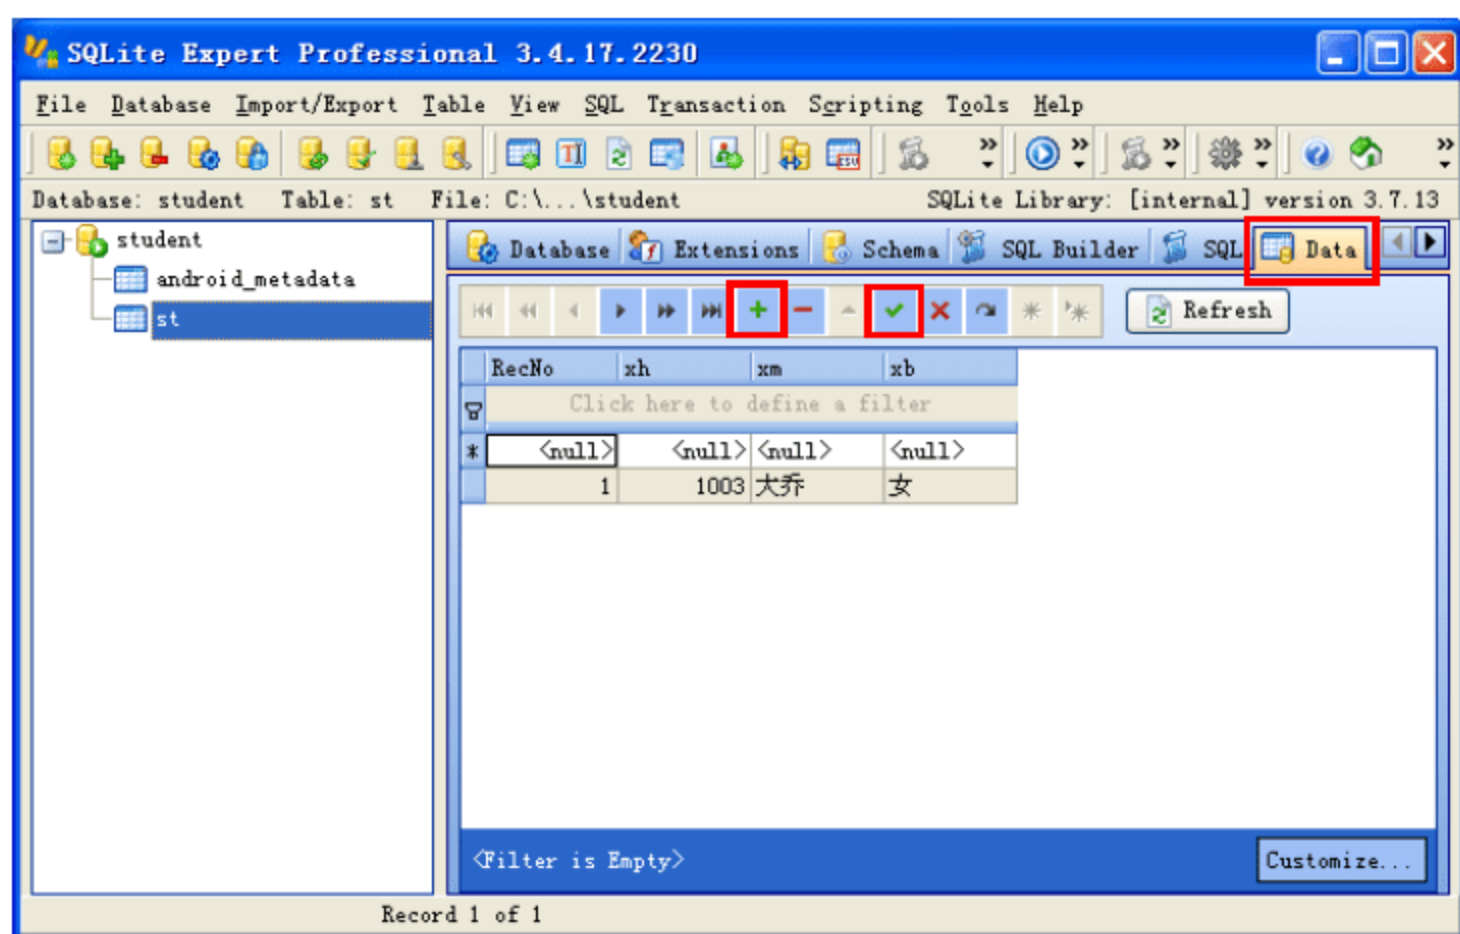 SQLite Expert Professional 3.4.17.2230
File Database Import/Export Table View SQL Transaction Scripting Tools Help
Database: student Table: st File: C:\...\student SQLite Library: [internal] version 3.7.13
student
android_metadata
st
Database Extensions Schema SQL Builder SQL Data
Refresh
RecNo xh xm xb
Click here to define a filter
<null> <null> <null> <null>
1 1003 大乔 女
<Filter is Empty>
Customize...
Record 1 of 1